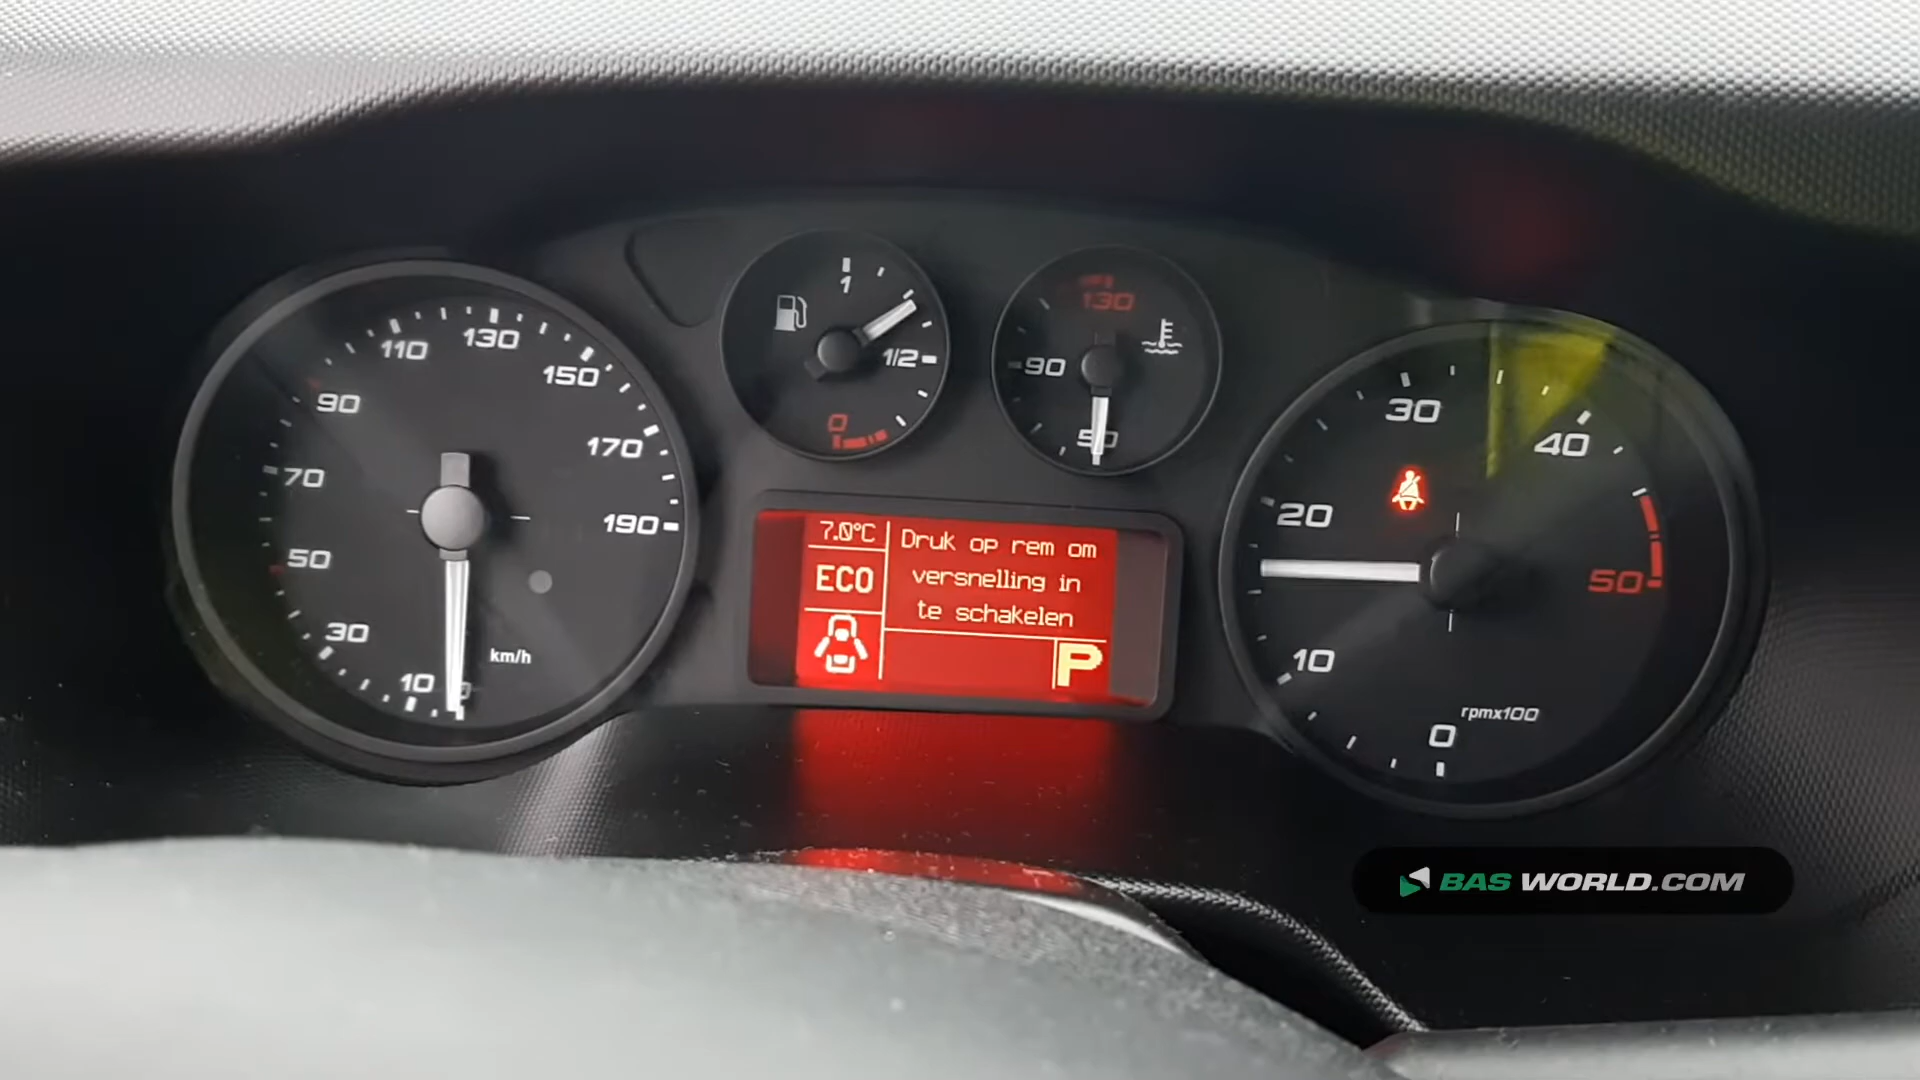 10
30
50
70
90
110
130
150
170
190
km/h
1
1/2
0
130
90
50
7.0°C
ECO
Druk op rem om
versnelling in
te schakelen
P
0
10
20
30
40
50
rpmx100
BAS WORLD.COM